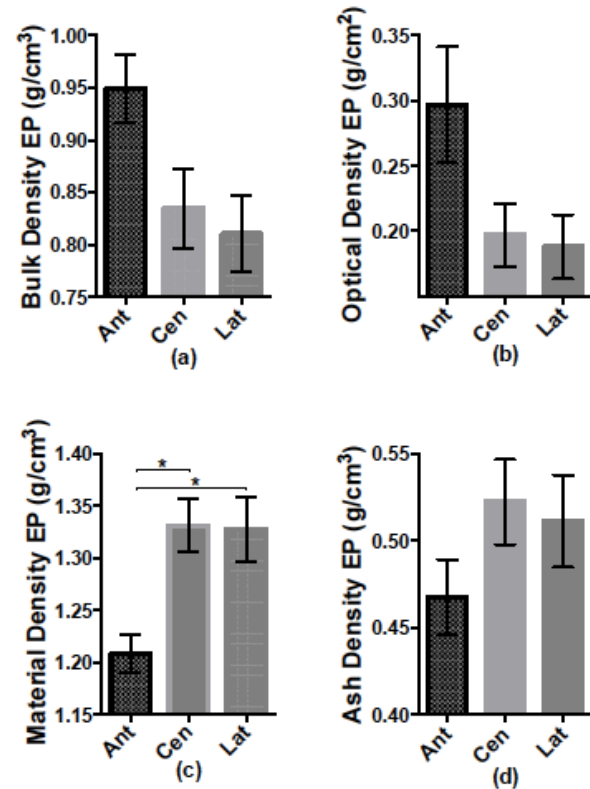 Bulk Density EP (g/cm³)
1.00
0.95
0.90
0.85
0.80
0.75
Ant
Cen
Lat
(a)
Optical Density EP (g/cm²)
0.35
0.30
0.20
Ant
Cen
Lat
(b)
Material Density EP (g/cm³)
1.40
1.35
1.30
1.25
1.20
1.15
*
*
Ant
Cen
Lat
(c)
Ash Density EP (g/cm³)
0.55
0.50
0.45
0.40
Ant
Cen
Lat
(d)